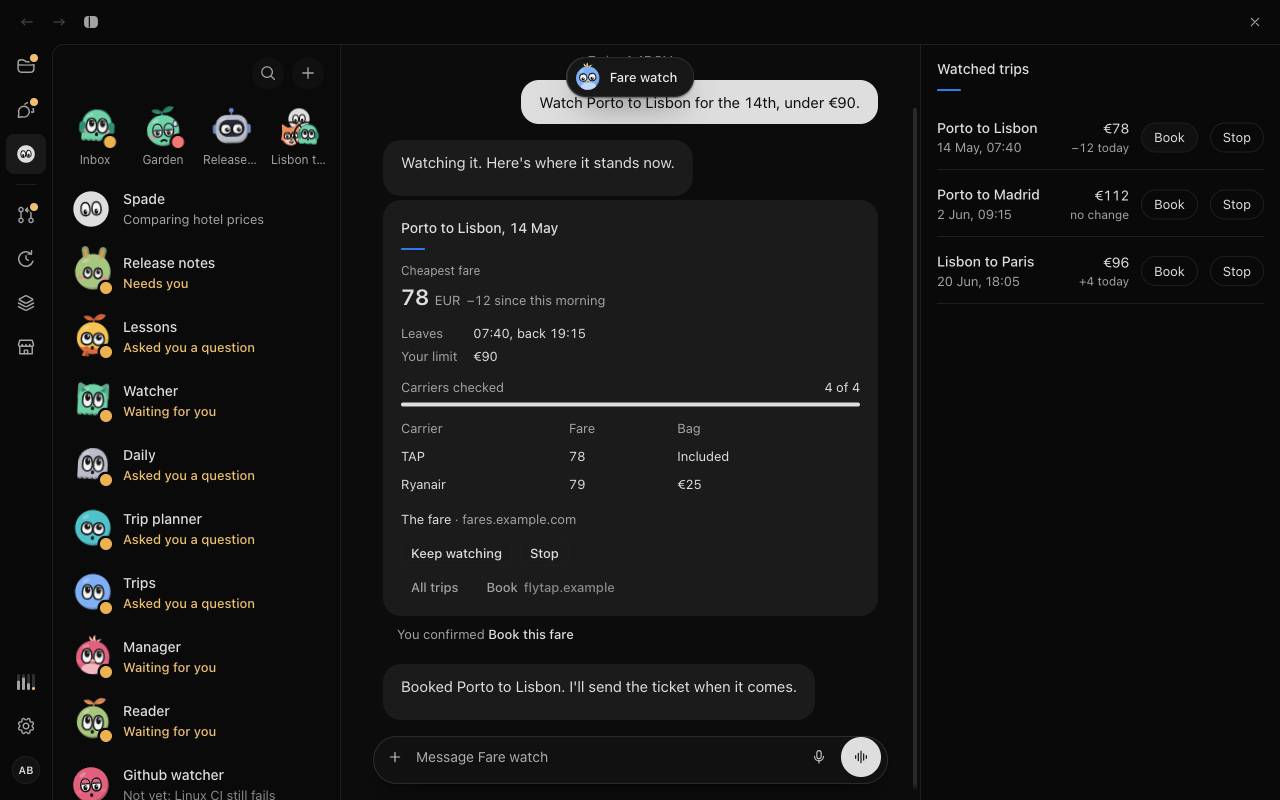 Inbox
Garden
Release...
Lisbon t...
Spade
Comparing hotel prices
Release notes
Needs you
Lessons
Asked you a question
Watcher
Waiting for you
Daily
Asked you a question
Trip planner
Asked you a question
Trips
Asked you a question
Manager
Waiting for you
Reader
Waiting for you
Github watcher
Not yet: Linux CI still fails
AB
Fare watch
Watch Porto to Lisbon for the 14th, under €90.
Watching it. Here's where it stands now.
Porto to Lisbon, 14 May
Cheapest fare
78 EUR −12 since this morning
Leaves 07:40, back 19:15
Your limit €90
Carriers checked 4 of 4
Carrier Fare Bag
TAP 78 Included
Ryanair 79 €25
The fare · fares.example.com
Keep watching Stop
All trips Book flytap.example
You confirmed Book this fare
Booked Porto to Lisbon. I'll send the ticket when it comes.
Message Fare watch
Watched trips
Porto to Lisbon €78 Book Stop
14 May, 07:40 −12 today
Porto to Madrid €112 Book Stop
2 Jun, 09:15 no change
Lisbon to Paris €96 Book Stop
20 Jun, 18:05 +4 today